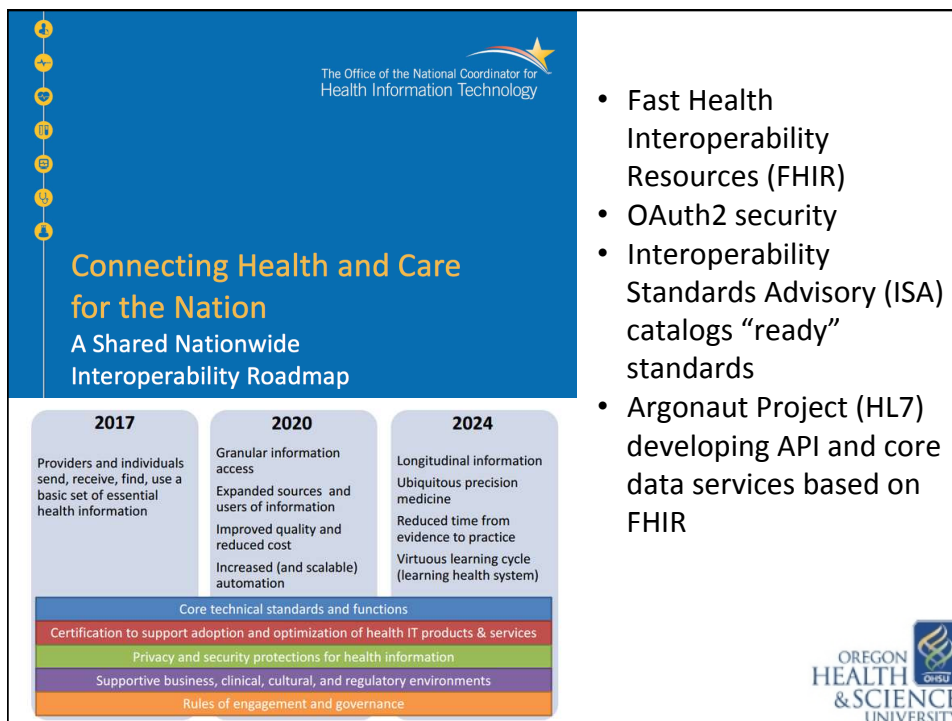 The Office of the National Coordinator for
Health Information Technology
Connecting Health and Care
for the Nation
A Shared Nationwide
Interoperability Roadmap
2017
Providers and individuals
send, receive, find, use a
basic set of essential
health information
2020
Granular information
access
Expanded sources and
users of information
Improved quality and
reduced cost
Increased (and scalable)
automation
2024
Longitudinal information
Ubiquitous precision
medicine
Reduced time from
evidence to practice
Virtuous learning cycle
(learning health system)
Core technical standards and functions
Certification to support adoption and optimization of health IT products & services
Privacy and security protections for health information
Supportive business, clinical, cultural, and regulatory environments
Rules of engagement and governance
• Fast Health
Interoperability
Resources (FHIR)
• OAuth2 security
• Interoperability
Standards Advisory (ISA)
catalogs “ready”
standards
• Argonaut Project (HL7)
developing API and core
data services based on
FHIR
OREGON
HEALTH
OHSU
&SCIENCE
UNIVERSITY